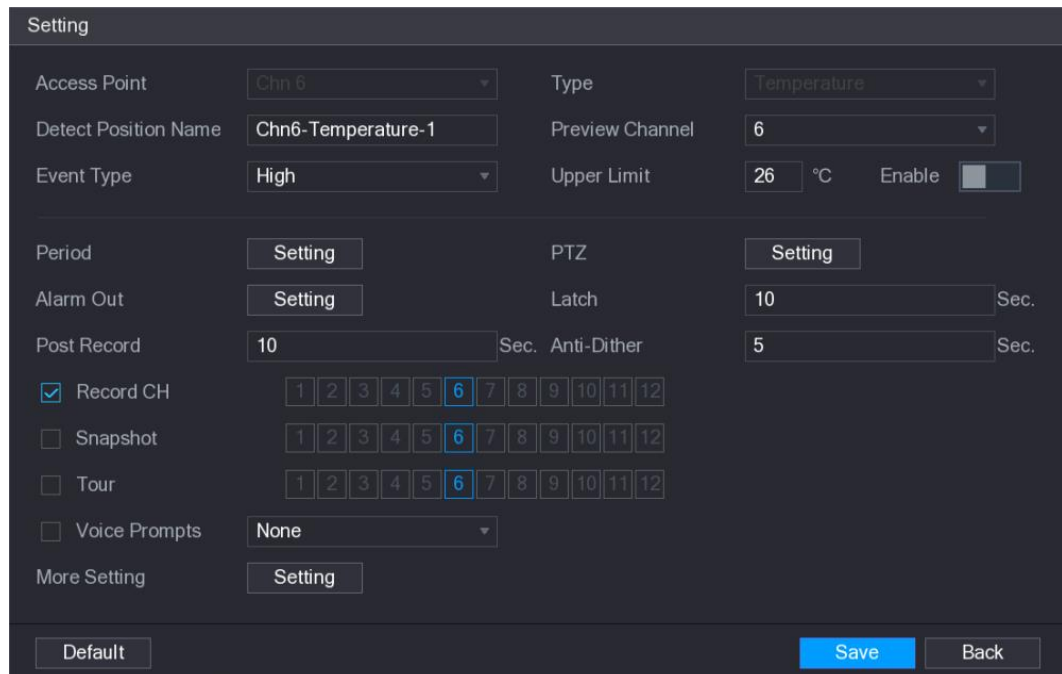 Setting
Access Point Chn 6 Type Temperature
Detect Position Name Chn6-Temperature-1 Preview Channel 6
Event Type High Upper Limit 26 °C Enable
Period Setting PTZ Setting
Alarm Out Setting Latch 10 Sec.
Post Record 10 Sec. Anti-Dither 5 Sec.
Record CH 1 2 3 4 5 6 7 8 9 10 11 12
Snapshot 1 2 3 4 5 6 7 8 9 10 11 12
Tour 1 2 3 4 5 6 7 8 9 10 11 12
Voice Prompts None
More Setting Setting
Default Save Back